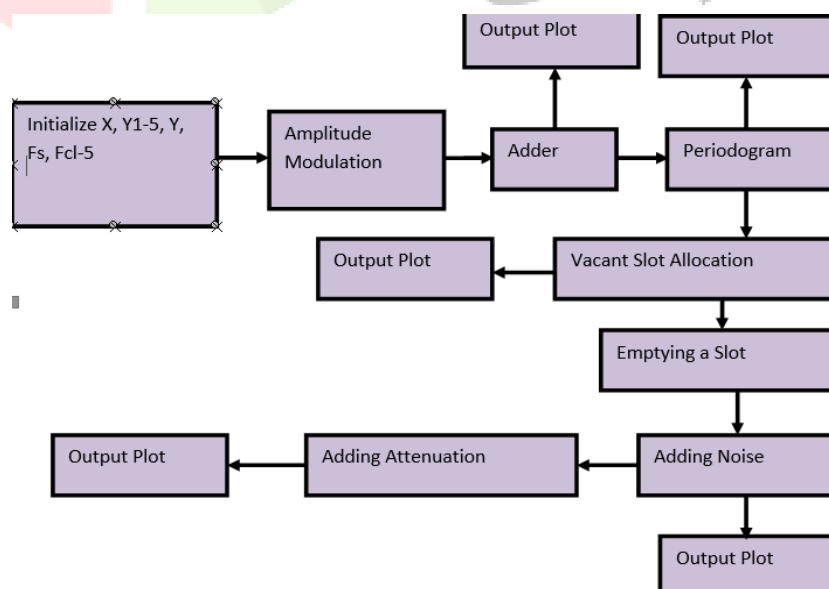 Output Plot
Output Plot
Initialize X, Y1-5, Y,
Fs, Fcl-5
Amplitude
Modulation
Adder
Periodogram
Output Plot
Vacant Slot Allocation
Emptying a Slot
Output Plot
Adding Attenuation
Adding Noise
Output Plot